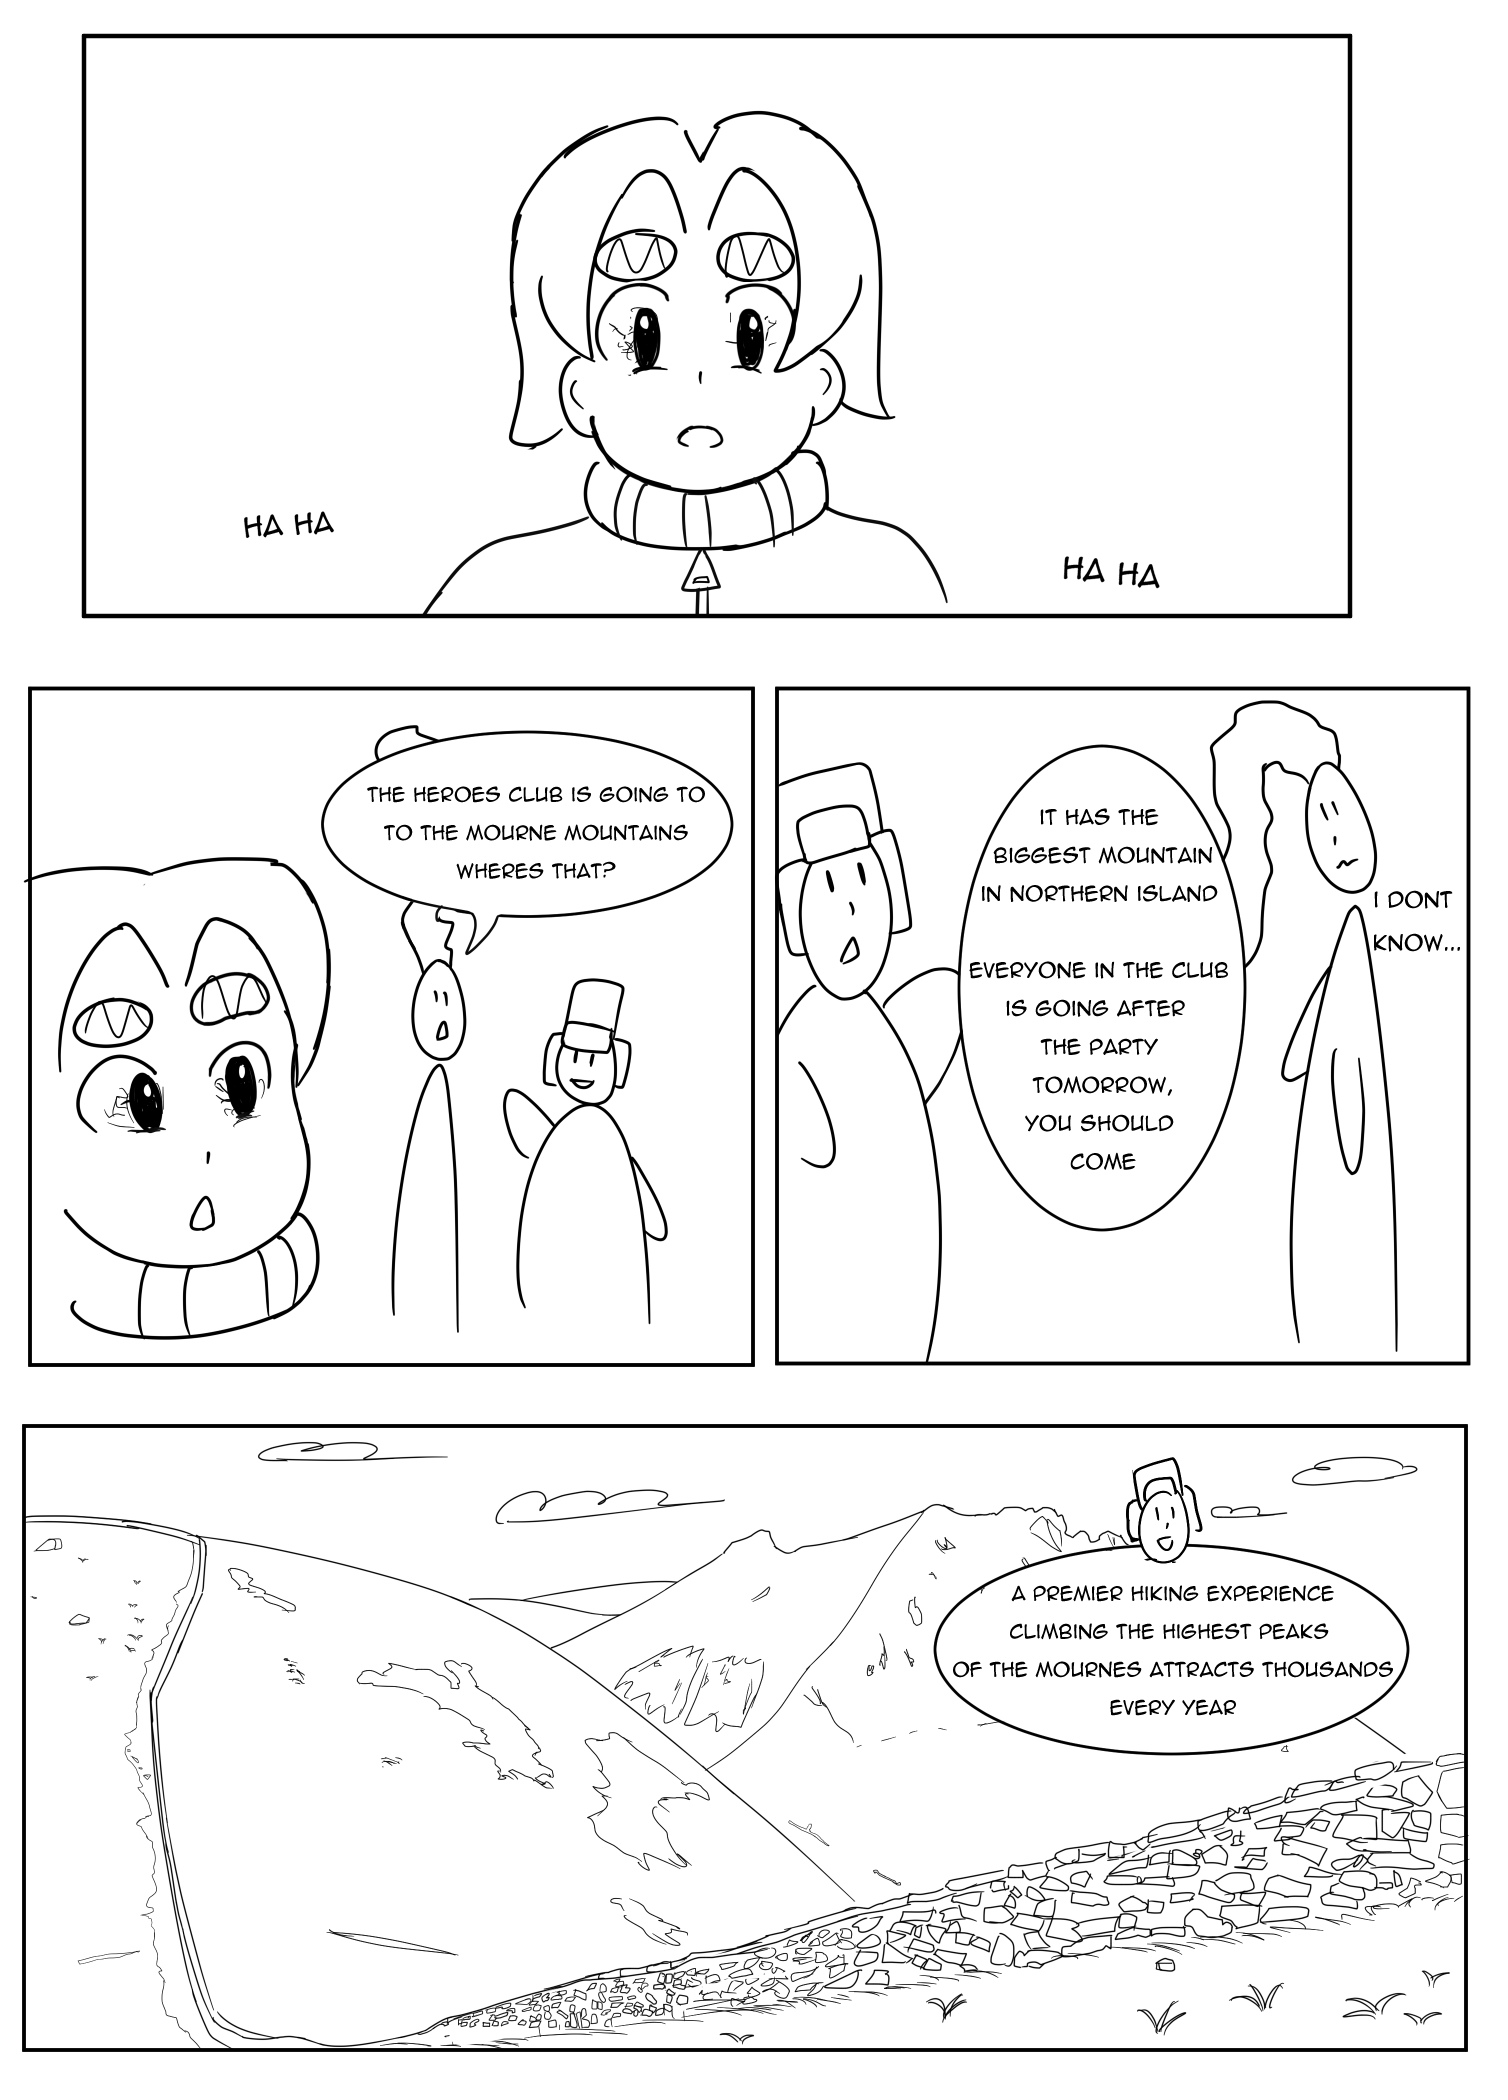 HA HA
HA HA
THE HEROES CLUB IS GOING TO
TO THE MOURNE MOUNTAINS
WHERES THAT?
IT HAS THE
BIGGEST MOUNTAIN
IN NORTHERN ISLAND
EVERYONE IN THE CLUB
IS GOING AFTER
THE PARTY
TOMORROW,
YOU SHOULD
COME
I DONT
KNOW...
A PREMIER HIKING EXPERIENCE
CLIMBING THE HIGHEST PEAKS
OF THE MOURNES ATTRACTS THOUSANDS
EVERY YEAR